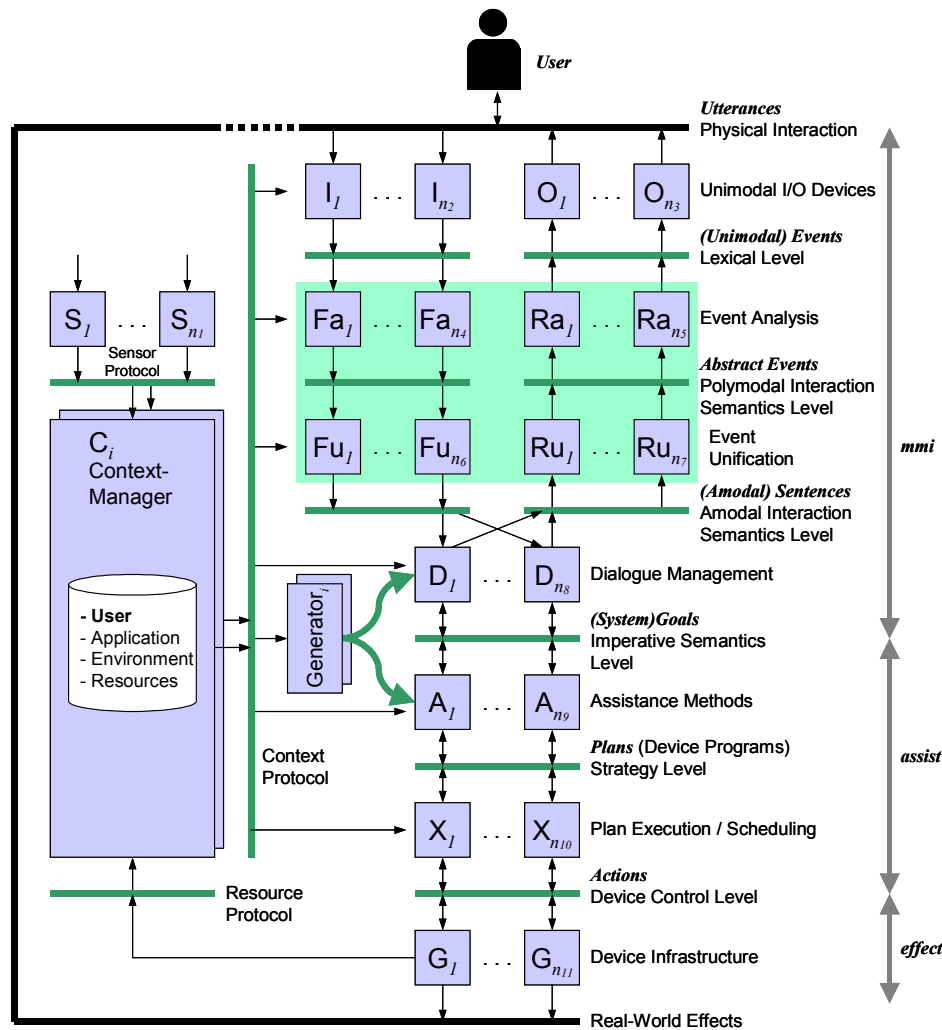 User
Utterances
Physical Interaction
I1 . . . In2 O1 . . . On3 Unimodal I/O Devices
(Unimodal) Events
Lexical Level
S1 . . . Sn1
Fa1 . . . Fan4 Ra1 . . . Ran5 Event Analysis
Sensor
Protocol
Abstract Events
Polymodal Interaction
Semantics Level
Ci
Context-
Manager
Fu1 . . . Fun6 Ru1 . . . Run7 Event
Unification
mmi
(Amodal) Sentences
Amodal Interaction
Semantics Level
D1 . . . Dn8 Dialogue Management
- User
- Application
- Environment
- Resources
Generatori
(System)Goals
Imperative Semantics
Level
A1 . . . An9 Assistance Methods
Context
Protocol
Plans (Device Programs)
Strategy Level
assist
X1 . . . Xn10 Plan Execution / Scheduling
Resource
Protocol
Actions
Device Control Level
G1 . . . Gn11 Device Infrastructure
effect
Real-World Effects